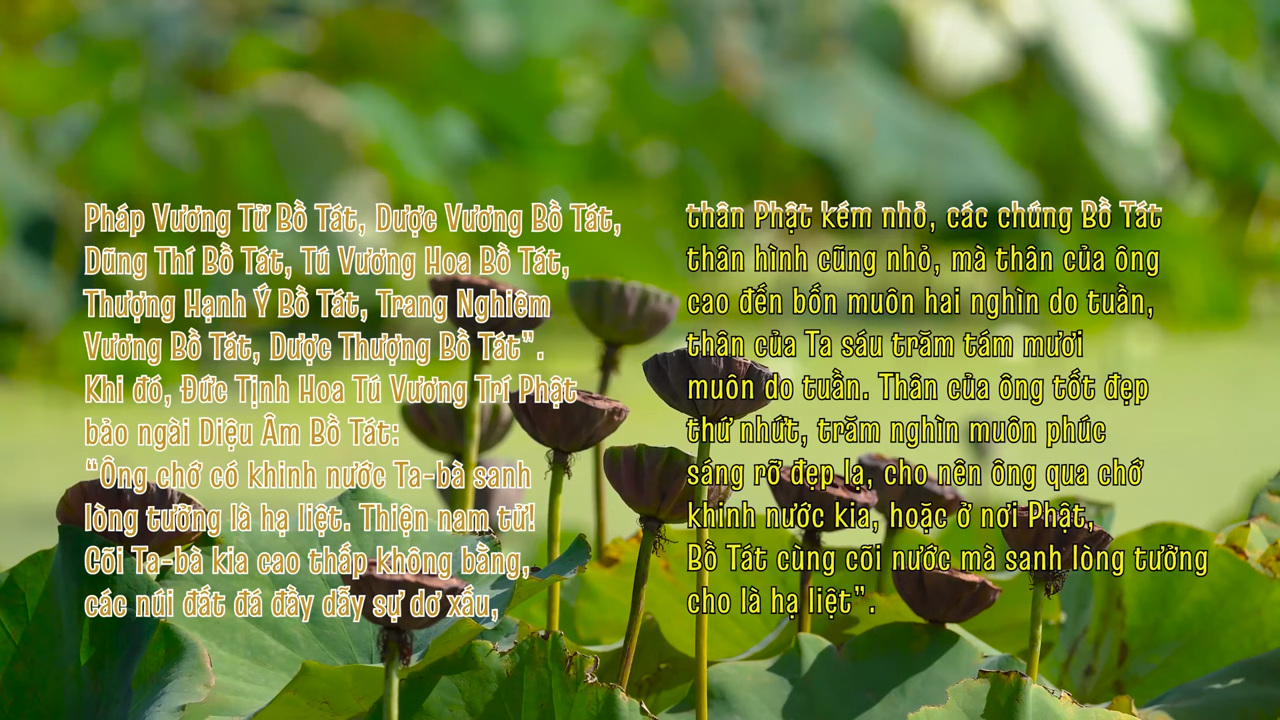 Pháp Vương Tử Bồ Tát, Dược Vương Bồ Tát,
Dũng Thí Bồ Tát, Tú Vương Hoa Bồ Tát,
Thượng Hạnh Ý Bồ Tát, Trang Nghiêm
Vương Bồ Tát, Dược Thượng Bồ Tát”.
Khi đó, Đức Tịnh Hoa Tú Vương Trí Phật
bảo ngài Diệu Âm Bồ Tát:
“Ông chớ có khinh nước Ta-bà sanh
lòng tưởng là hạ liệt. Thiện nam tử!
Cõi Ta-bà kia cao thấp không bằng,
các núi đất đá đầy dẫy sự dơ xấu,
thân Phật kém nhỏ, các chúng Bồ Tát
thân hình cũng nhỏ, mà thân của ông
cao đến bốn muôn hai nghìn do tuần,
thân của Ta sáu trăm tám mươi
muôn do tuần. Thân của ông tốt đẹp
thứ nhứt, trăm nghìn muôn phúc
sáng rỡ đẹp lạ, cho nên ông qua chớ
khinh nước kia, hoặc ở nơi Phật,
Bồ Tát cùng cõi nước mà sanh lòng tưởng
cho là hạ liệt”.